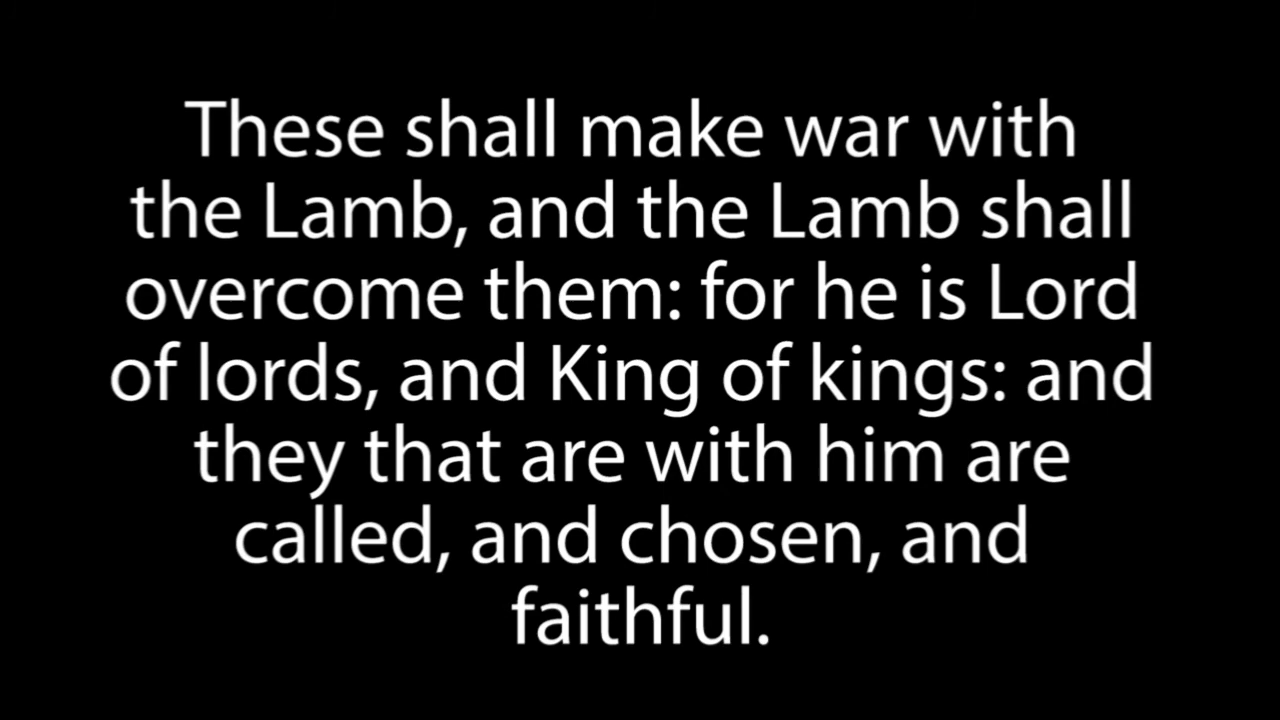 These shall make war with
the Lamb, and the Lamb shall
overcome them: for he is Lord
of lords, and King of kings: and
they that are with him are
called, and chosen, and
faithful.